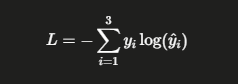 L = −∑_{i=1}^{3} y_i log(ŷ_i)